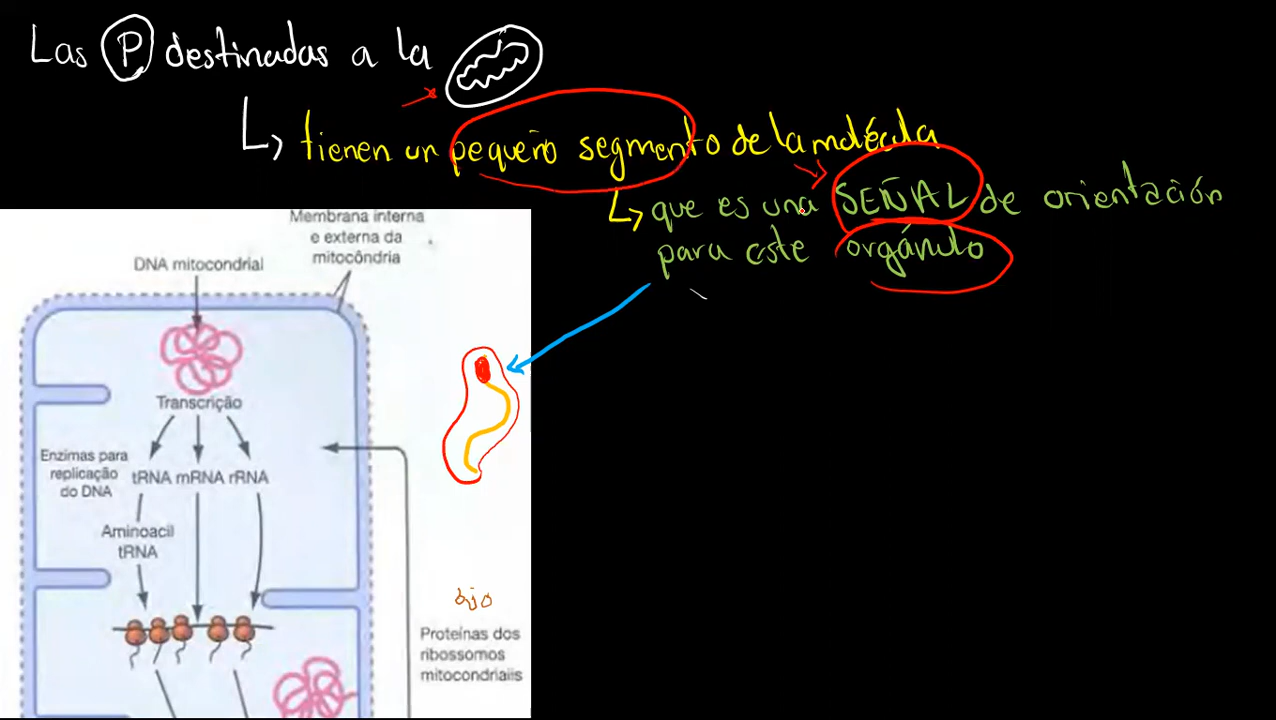 Las P destinadas a la
tienen un pequeño segmento de la molécula
que es una SEÑAL de orientación
para este orgánulo
Membrana interna
e externa da
mitocôndria
DNA mitocondrial
Transcrição
Enzimas para
replicação
do DNA
tRNA mRNA rRNA
Aminoacil
tRNA
Proteínas dos
ribossomos
mitocondriaiis